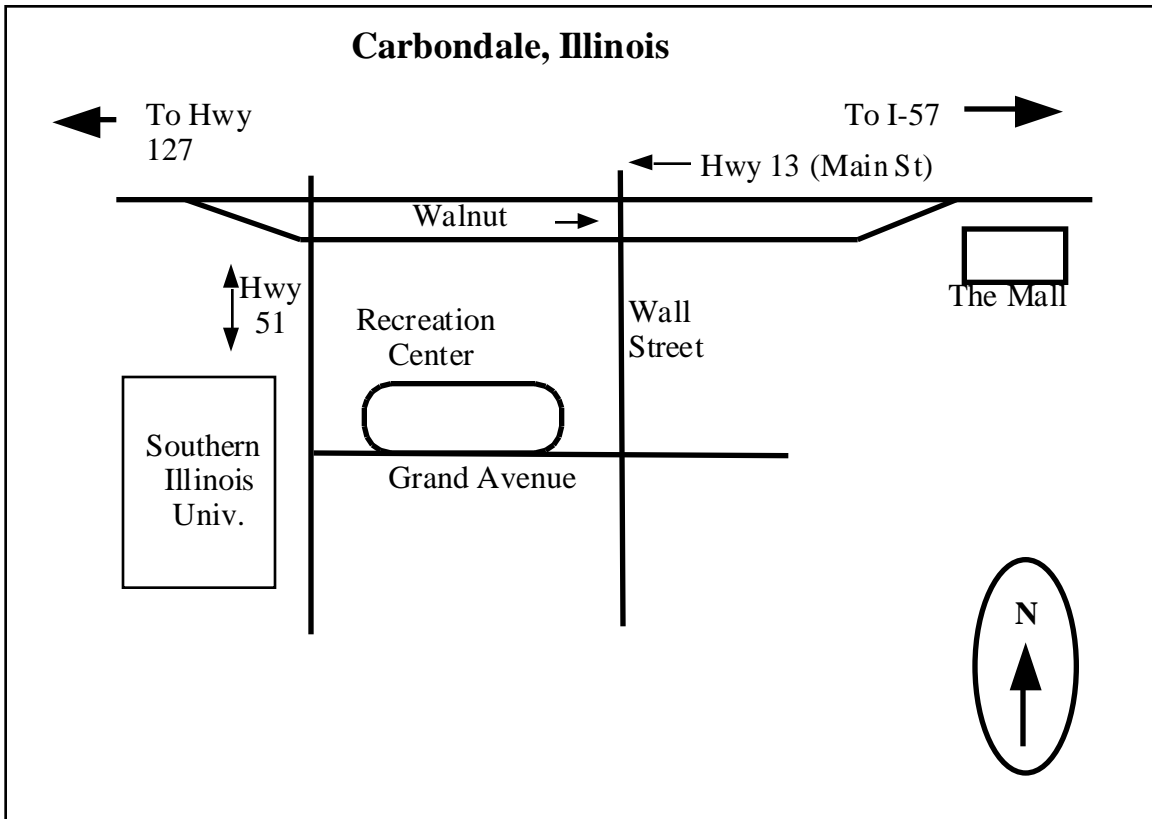 Carbondale, Illinois
To Hwy
127
To I-57
Hwy 13 (Main St)
Walnut
Hwy
51
The Mall
Recreation
Center
Wall
Street
Southern
Illinois
Univ.
Grand Avenue
N